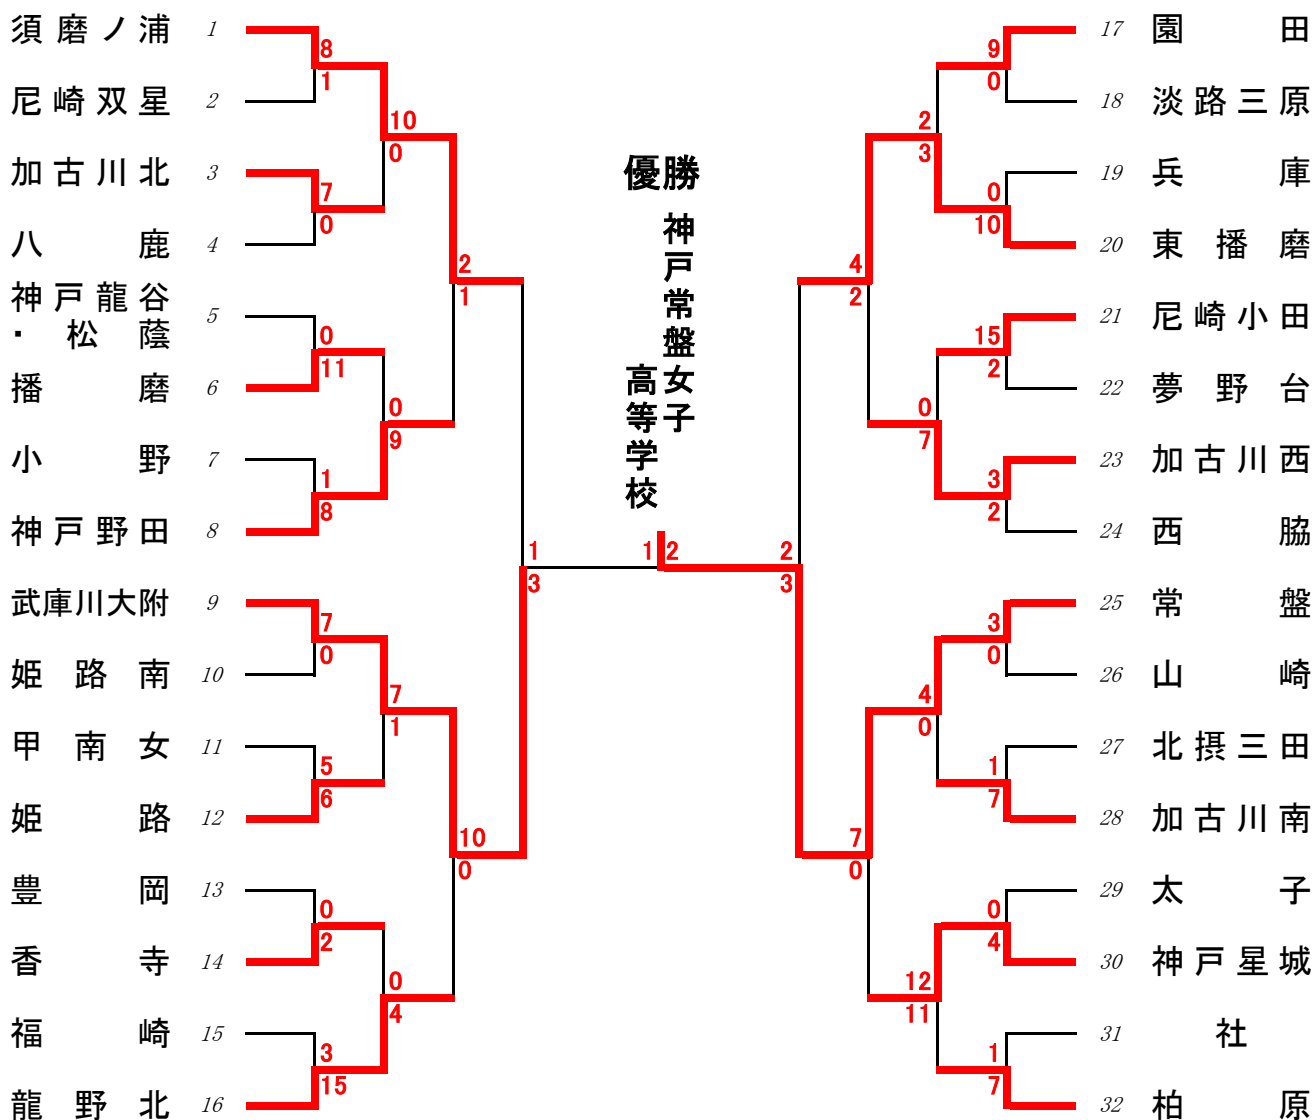 須磨ノ浦 1
尼崎双星 2
8
1
加古川北 3
八鹿 4
7
0
10
0
神戸龍谷・松蔭 5
播磨 6
0
11
小野 7
神戸野田 8
1
8
0
9
2
1
武庫川大附 9
姫路南 10
7
0
甲南女 11
姫路 12
5
6
7
1
豊岡 13
香寺 14
0
2
福崎 15
龍野北 16
3
15
0
4
10
0
1
3
優勝
神戸常盤女子
高等学校
1 2
17 園田
18 淡路三原
9
0
19 兵庫
20 東播磨
0
10
2
3
21 尼崎小田
22 夢野台
15
2
23 加古川西
24 西脇
3
2
0
7
4
2
25 常盤
26 山崎
3
0
27 北摂三田
28 加古川南
1
7
4
0
29 太子
30 神戸星城
0
4
31 社
32 柏原
1
7
12
11
7
0
2
3